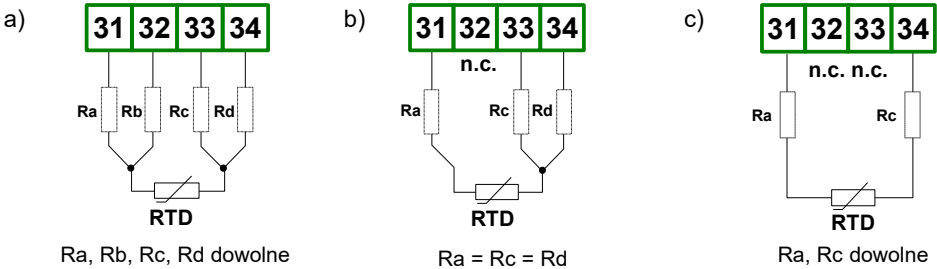 a)
31 32 33 34
Ra Rb Rc Rd
RTD
Ra, Rb, Rc, Rd dowolne
b)
31 32 33 34
n.c.
Ra Rc Rd
RTD
Ra = Rc = Rd
c)
31 32 33 34
n.c. n.c.
Ra Rc
RTD
Ra, Rc dowolne